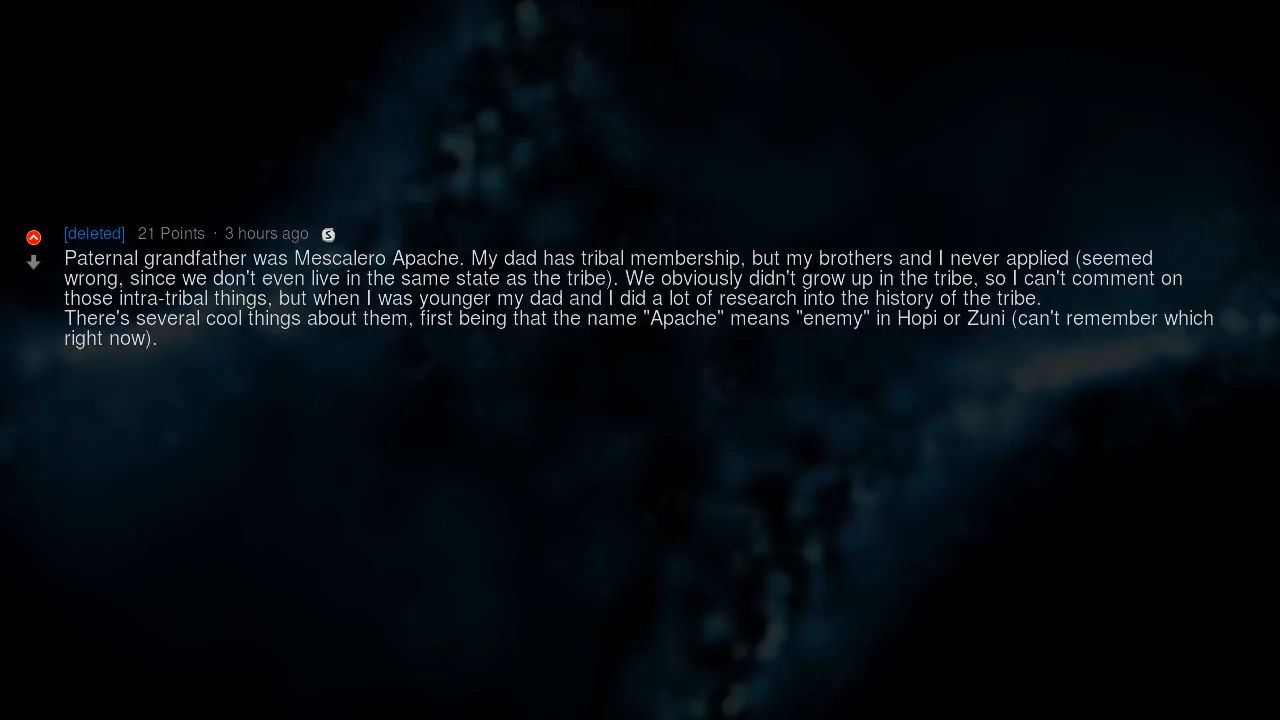 [deleted] 21 Points · 3 hours ago
Paternal grandfather was Mescalero Apache. My dad has tribal membership, but my brothers and I never applied (seemed
wrong, since we don't even live in the same state as the tribe). We obviously didn't grow up in the tribe, so I can't comment on
those intra-tribal things, but when I was younger my dad and I did a lot of research into the history of the tribe.
There's several cool things about them, first being that the name "Apache" means "enemy" in Hopi or Zuni (can't remember which
right now).